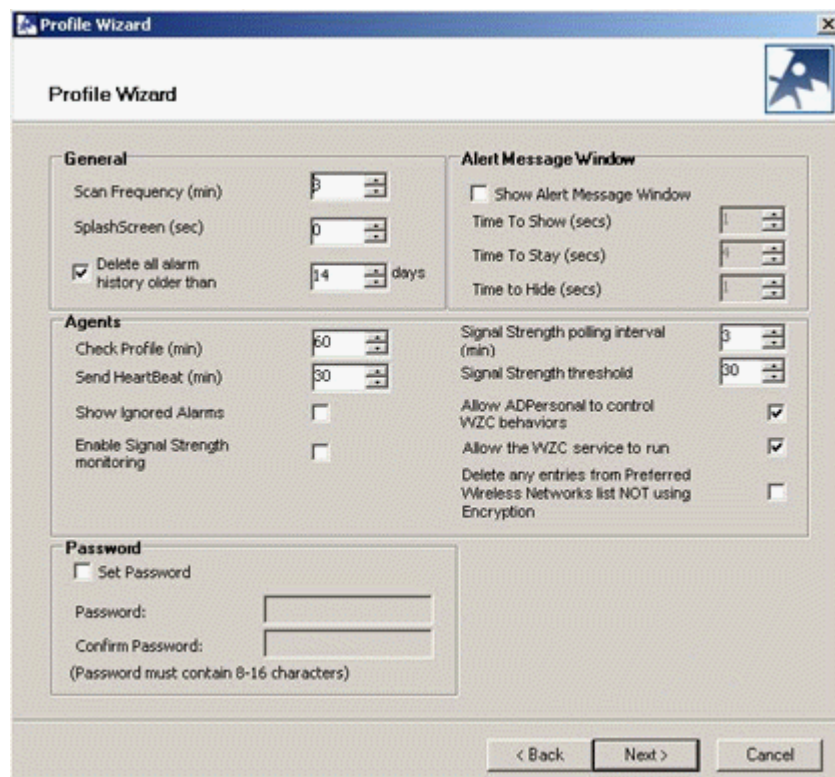 Profile Wizard
Profile Wizard
General
Scan Frequency (min) 3
SplashScreen (sec) 0
Delete all alarm
history older than 14 days
Alert Message Window
Show Alert Message Window
Time To Show (secs) 1
Time To Stay (secs) 4
Time to Hide (secs) 1
Agents
Check Profile (min) 60
Send HeartBeat (min) 30
Show Ignored Alarms
Enable Signal Strength
monitoring
Signal Strength polling interval
(min) 3
Signal Strength threshold 30
Allow ADPersonal to control
WZC behaviors
Allow the WZC service to run
Delete any entries from Preferred
Wireless Networks list NOT using
Encryption
Password
Set Password
Password:
Confirm Password:
(Password must contain 8-16 characters)
< Back Next > Cancel